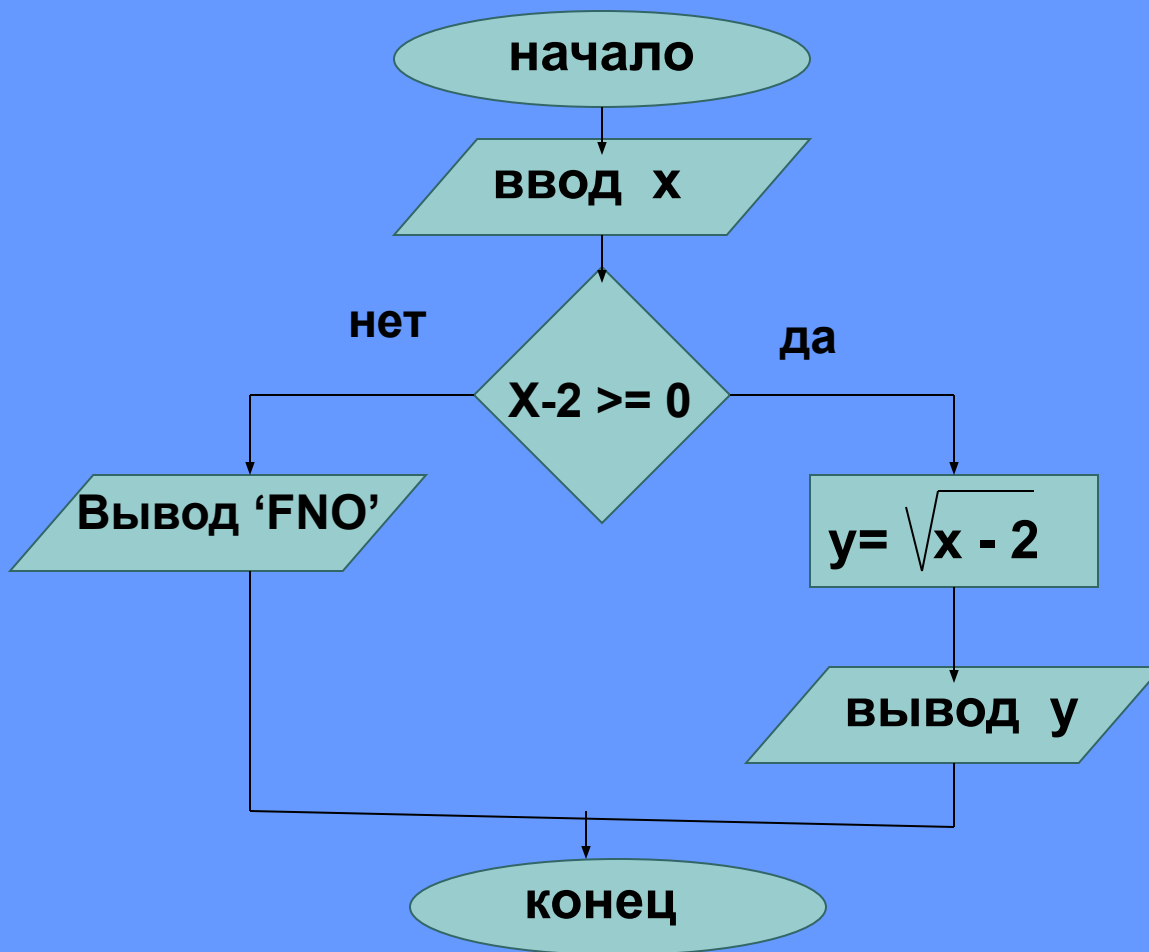 начало
ввод x
нет
да
X-2 >= 0
Вывод ‘FNO’
y= √x - 2
вывод y
конец